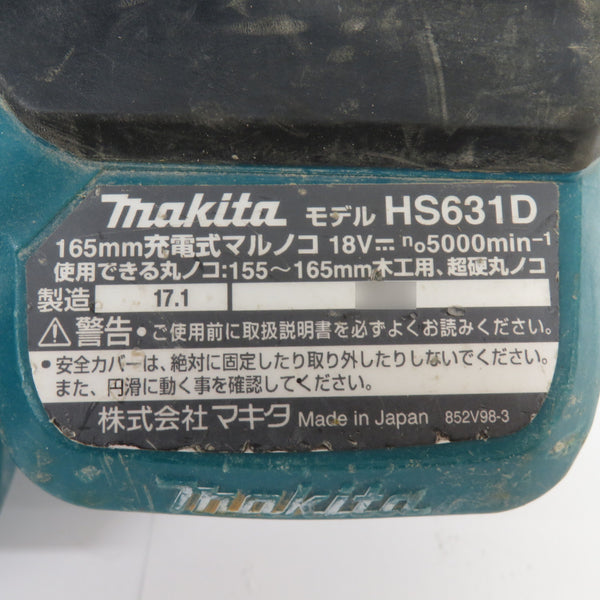 makita モデル HS631D
165mm充電式マルノコ 18V⎓ n₀5000min⁻¹
使用できる丸ノコ:155～165mm木工用、超硬丸ノコ
製造 17.1
⚠警告・ご使用前に取扱説明書を必ずよくお読みください。
・安全カバーは、絶対に固定したり取り外したりしないでください。
また、円滑に動く事を確認してください。
株式会社マキタ Made in Japan 852V98-3
makita